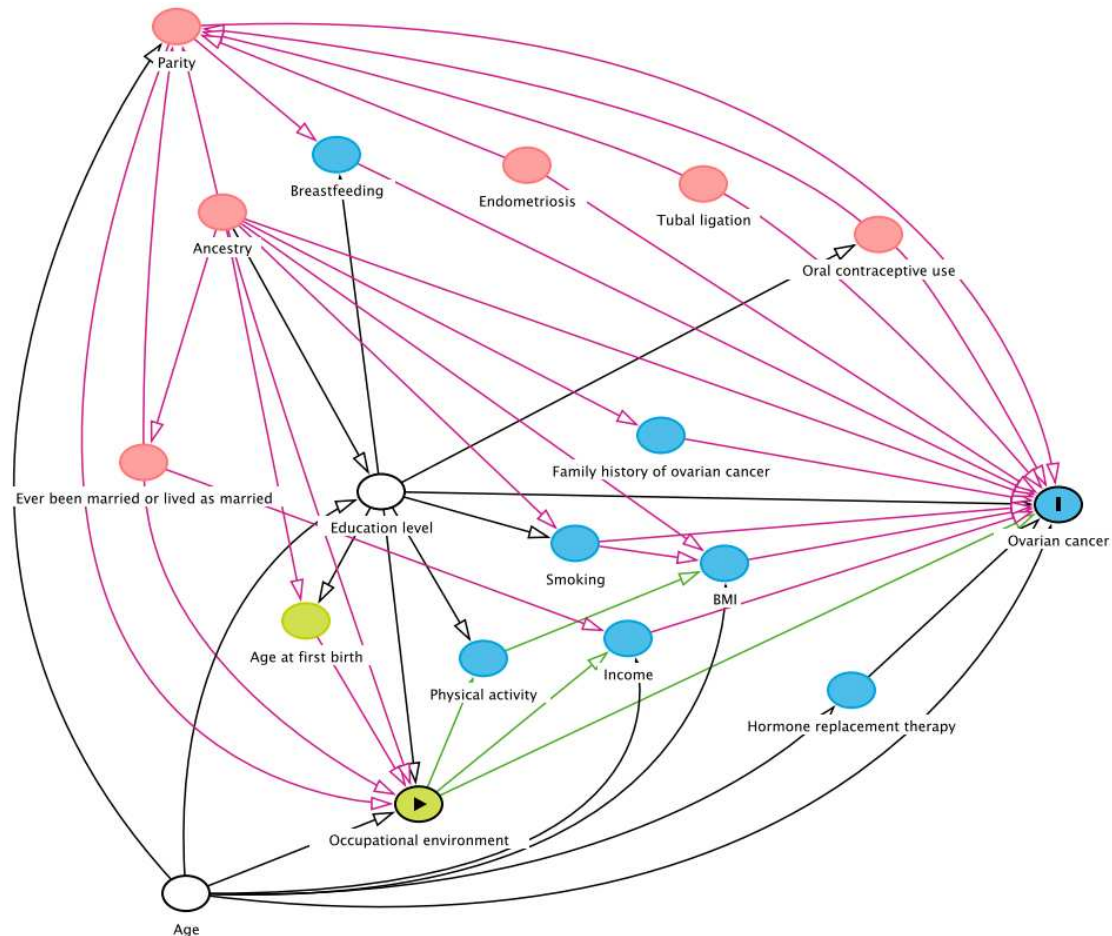 Parity
Breastfeeding
Endometriosis
Tubal ligation
Ancestry
Oral contraceptive use
Family history of ovarian cancer
Ever been married or lived as married
Education level
Ovarian cancer
Smoking
BMI
Age at first birth
Income
Physical activity
Hormone replacement therapy
Occupational environment
Age